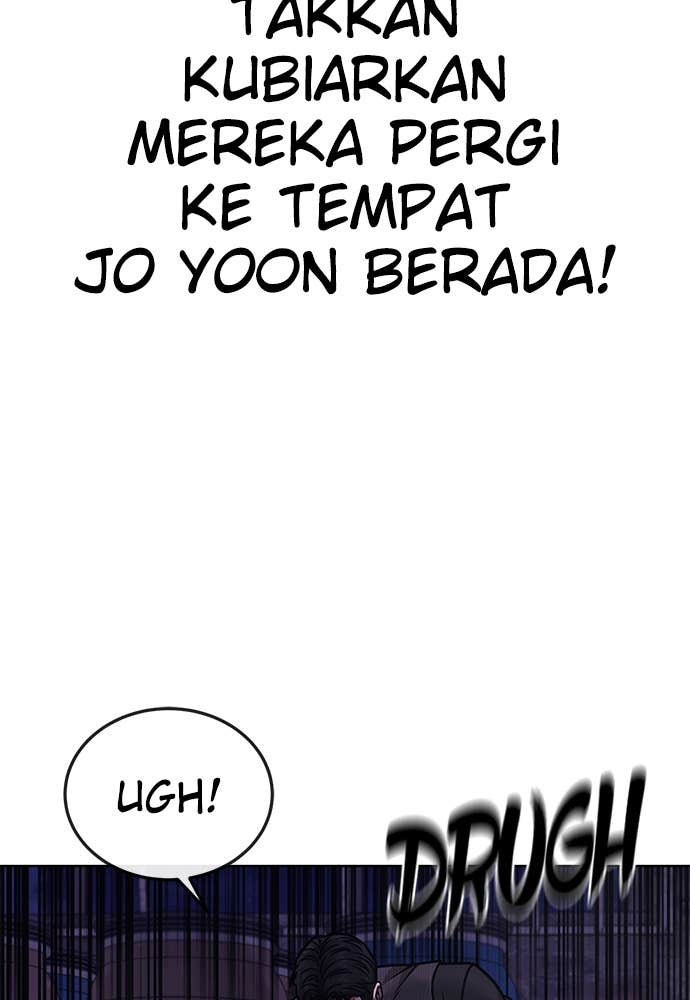 TAKKAN
KUBIARKAN
MEREKA PERGI
KE TEMPAT
JO YOON BERADA!
UGH!
DRUGH